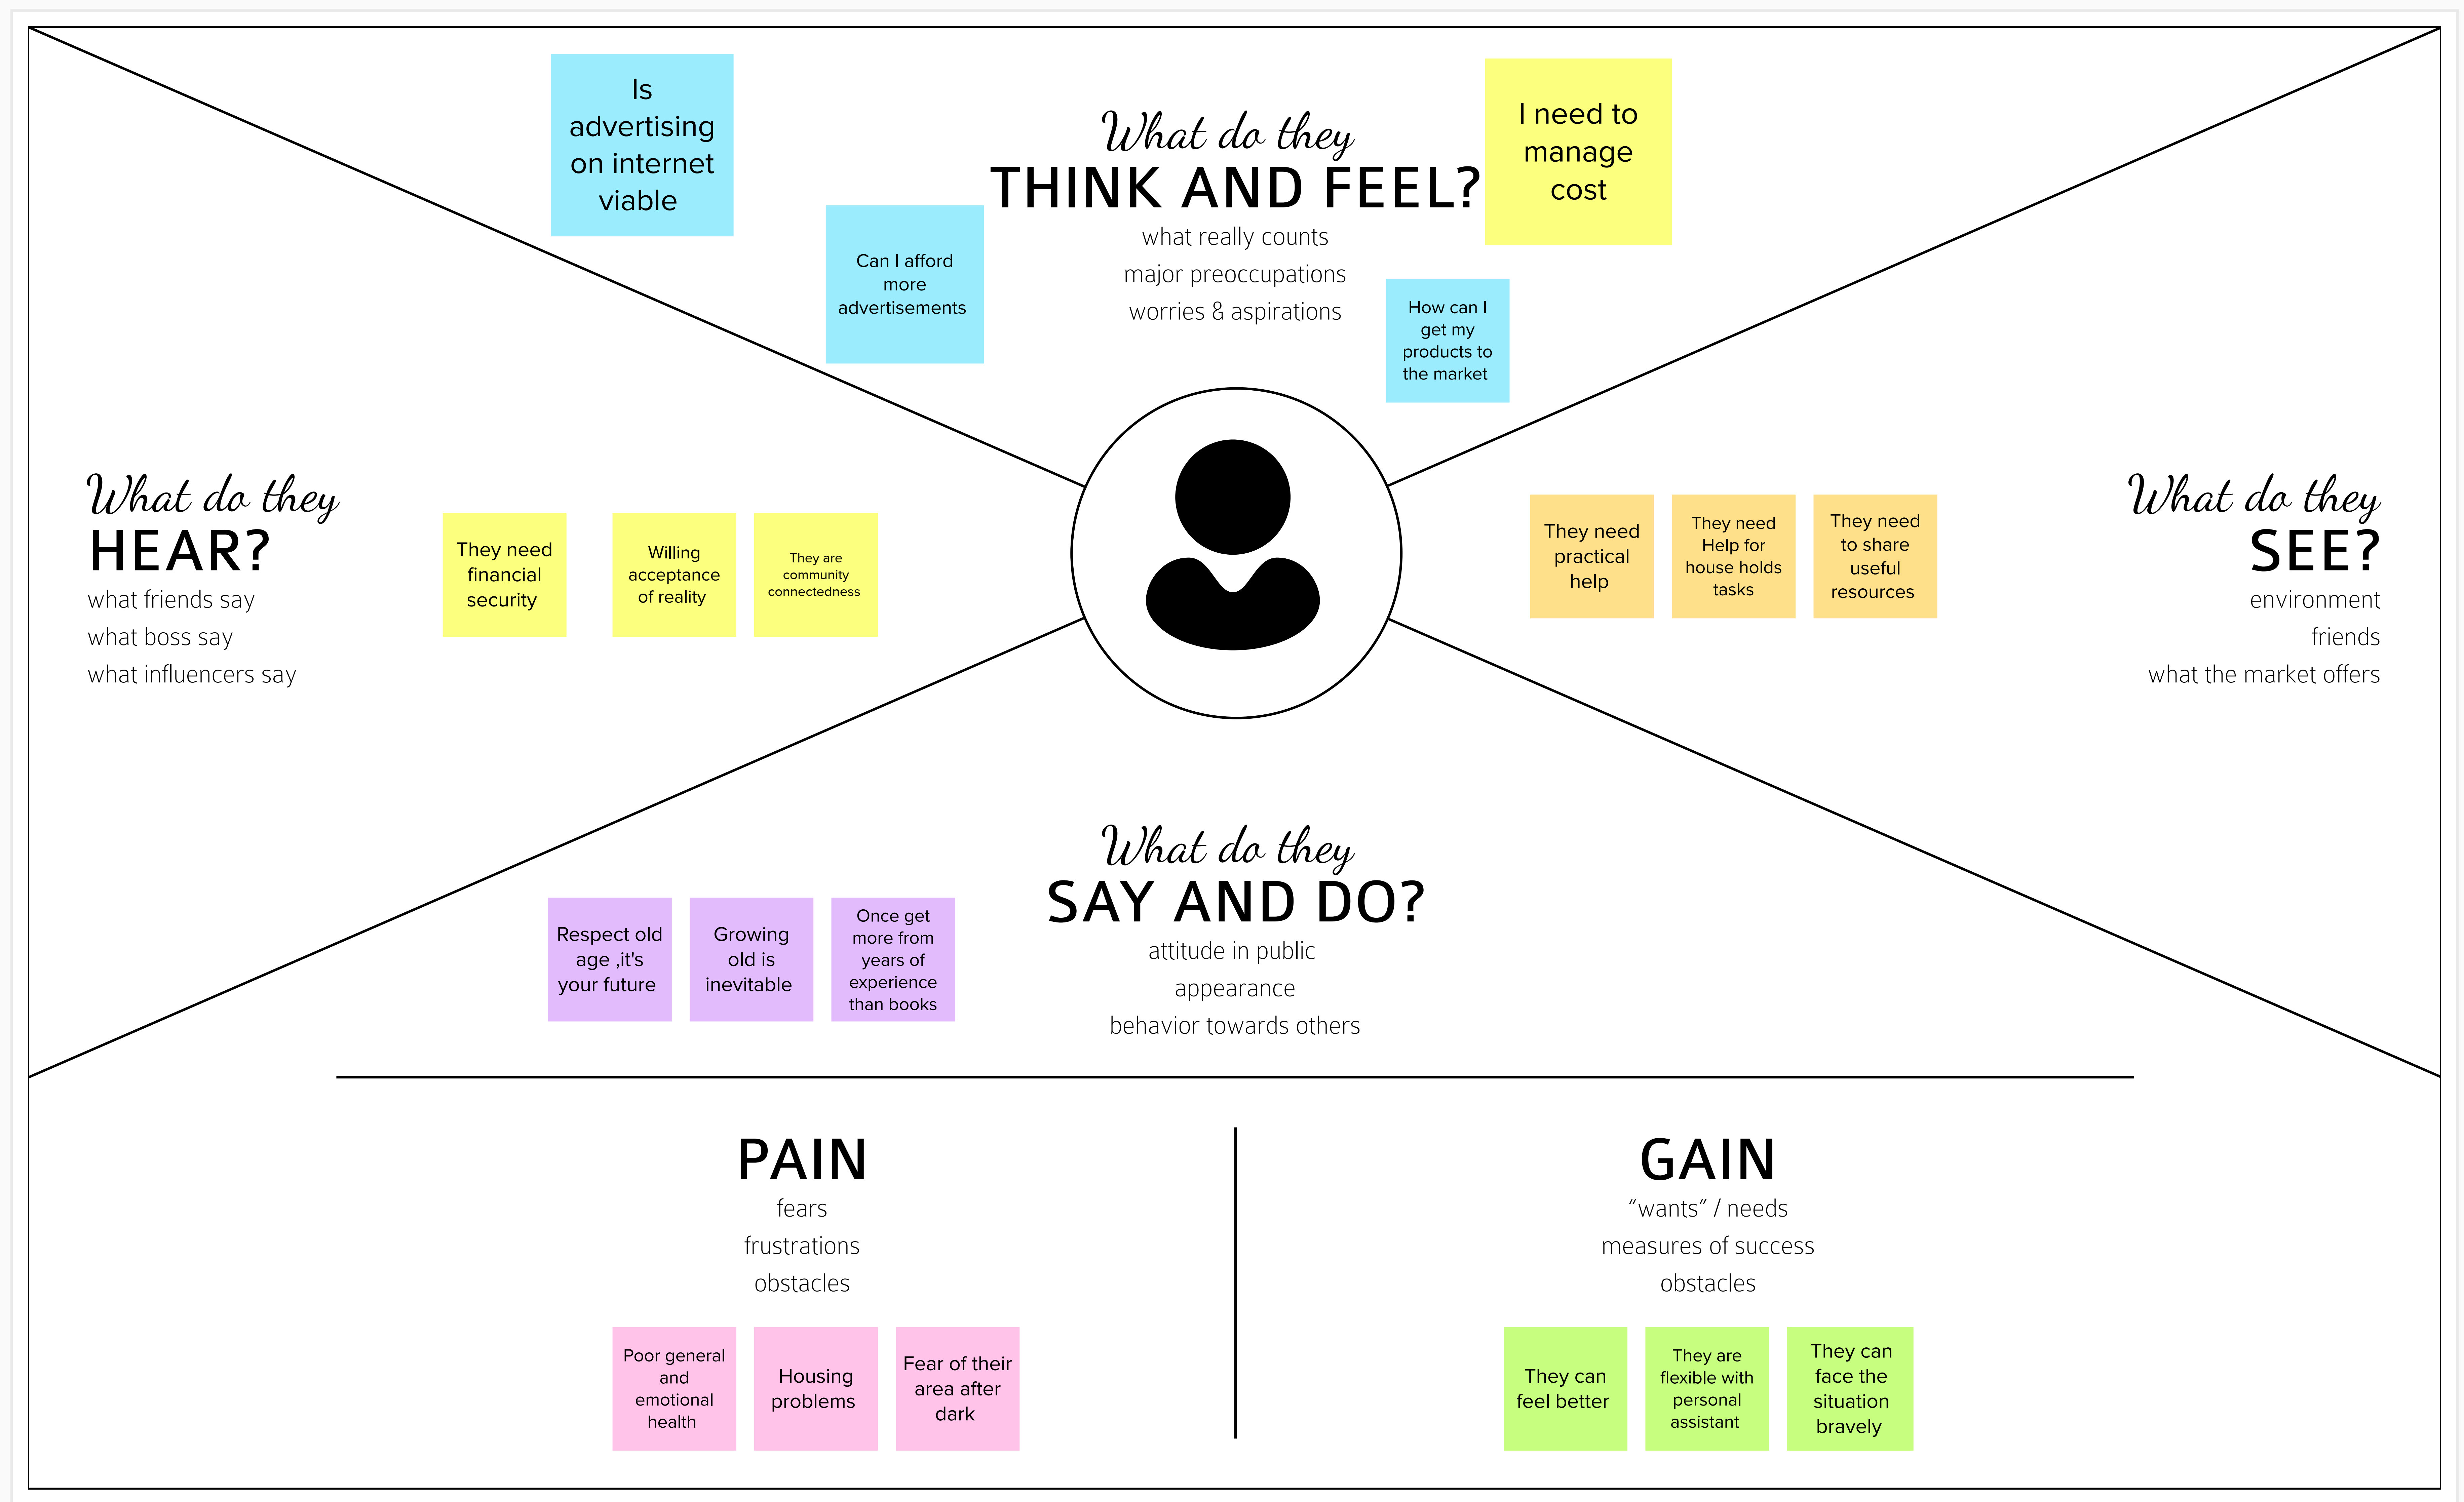 Is
advertising
on internet
viable
Can I afford
more
advertisements
What do they
THINK AND FEEL?
what really counts
major preoccupations
worries & aspirations
I need to
manage
cost
How can I
get my
products to
the market
What do they
HEAR?
what friends say
what boss say
what influencers say
They need
financial
security
Willing
acceptance
of reality
They are
community
connectedness
They need
practical
help
They need
Help for
house holds
tasks
They need
to share
useful
resources
What do they
SEE?
environment
friends
what the market offers
What do they
SAY AND DO?
attitude in public
appearance
behavior towards others
Respect old
age ,it's
your future
Growing
old is
inevitable
Once get
more from
years of
experience
than books
PAIN
fears
frustrations
obstacles
Poor general
and
emotional
health
Housing
problems
Fear of their
area after
dark
GAIN
“wants” / needs
measures of success
obstacles
They can
feel better
They are
flexible with
personal
assistant
They can
face the
situation
bravely